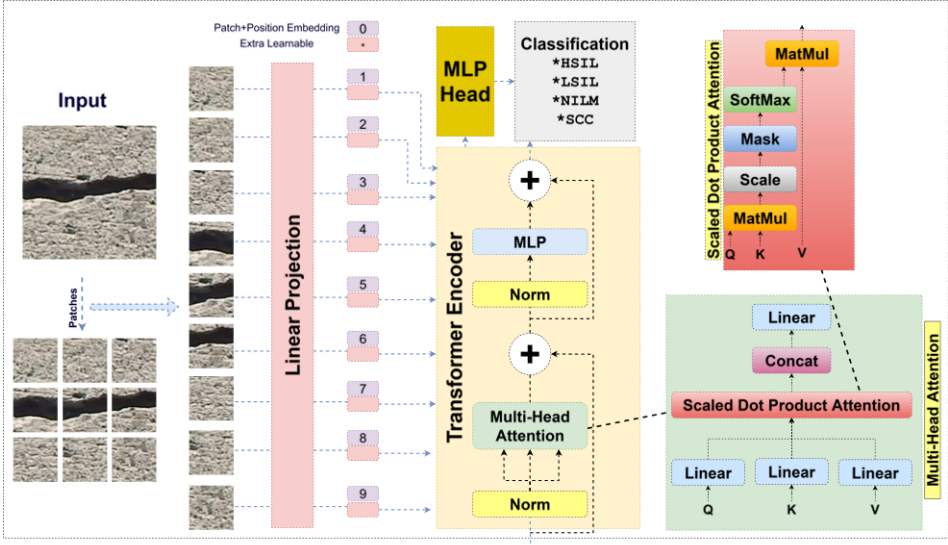 Patch+Position Embedding 0
Extra Learnable *
Input
Patches
Linear Projection
1
2
3
4
5
6
7
8
9
MLP
Head
Classification
*HSIL
*LSIL
*NILM
*SCC
Transformer Encoder
+
MLP
Norm
+
Multi-Head
Attention
Norm
Scaled Dot Product Attention
MatMul
SoftMax
Mask
Scale
MatMul
Q K V
Multi-Head Attention
Linear
Concat
Scaled Dot Product Attention
Linear Linear Linear
Q K V